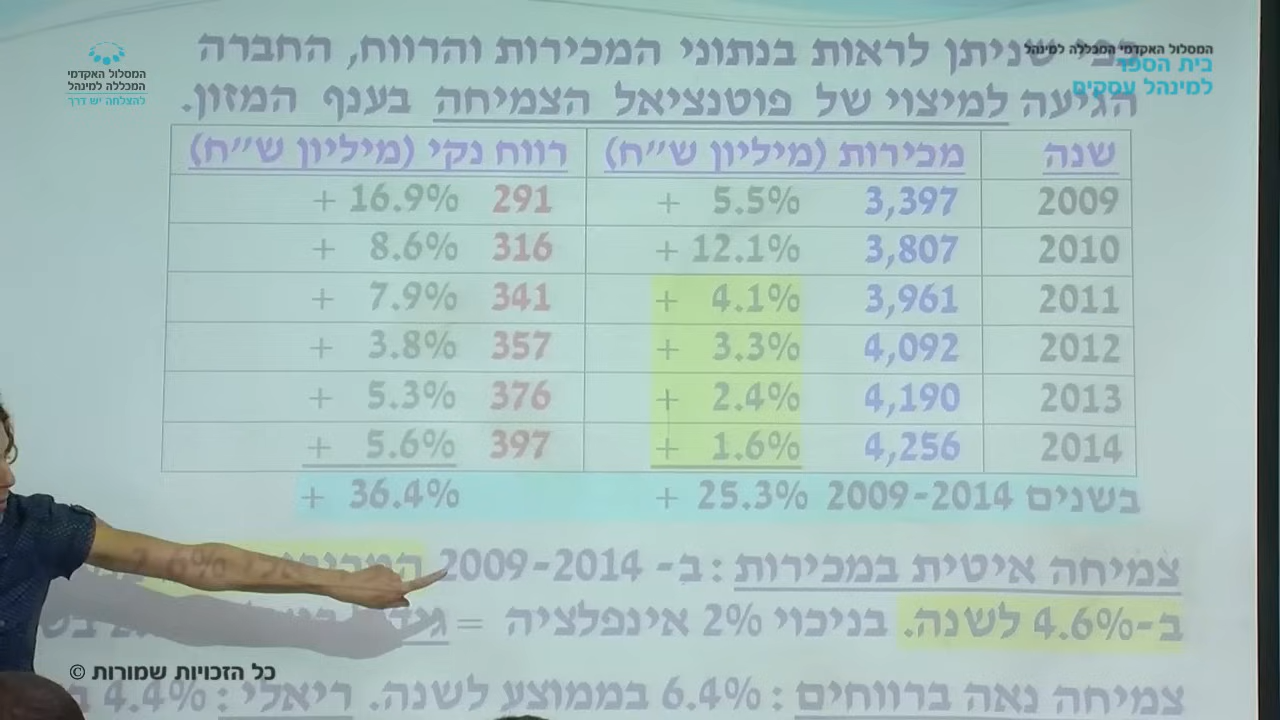 המסלול האקדמי המכללה למינהל
בית הספר
למינהל עסקים
המסלול האקדמי
המכללה למינהל
להצלחה יש דרך
שניתן לראות בנתוני המכירות והרווח, החברה
הגיעה למיצוי של פוטנציאל הצמיחה בענף המזון.
שנה מכירות (מיליון ש״ח) רווח נקי (מיליון ש״ח)
2009 3,397 + 5.5% 291 + 16.9%
2010 3,807 + 12.1% 316 + 8.6%
2011 3,961 + 4.1% 341 + 7.9%
2012 4,092 + 3.3% 357 + 3.8%
2013 4,190 + 2.4% 376 + 5.3%
2014 4,256 + 1.6% 397 + 5.6%
בשנים 2009-2014 + 25.3% + 36.4%
צמיחה איטית במכירות : ב- 2009-2014
ב-4.6% לשנה. בניכוי 2% אינפלציה =
צמיחה נאה ברווחים : 6.4% בממוצע לשנה. ריאלי : 4.4%
כל הזכויות שמורות ©